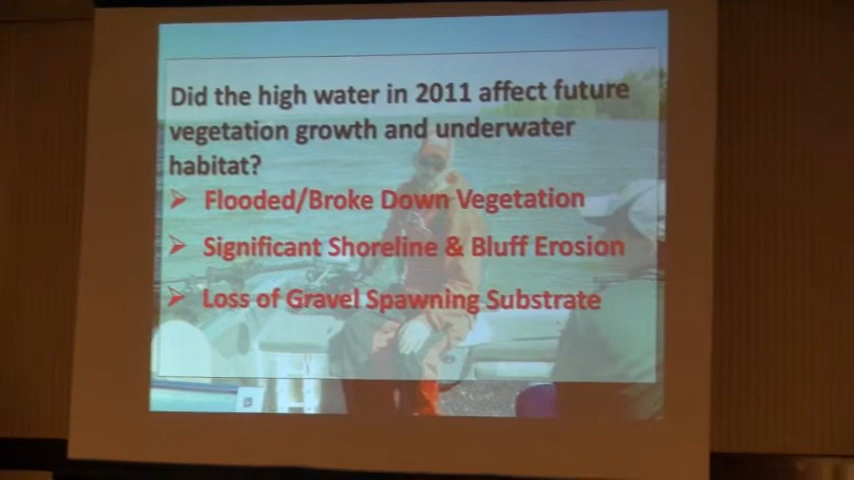 Did the high water in 2011 affect future
vegetation growth and underwater
habitat?
Flooded/Broke Down Vegetation
Significant Shoreline & Bluff Erosion
Loss of Gravel Spawning Substrate